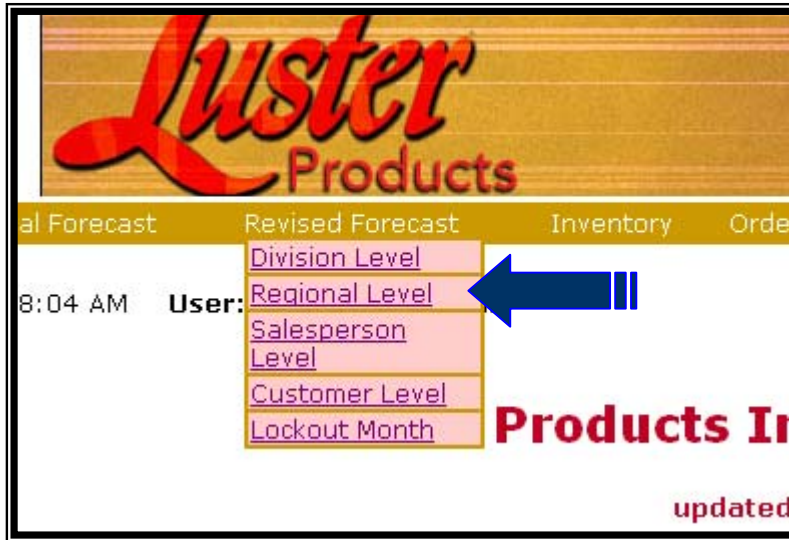 Luster
Products
al Forecast Revised Forecast Inventory Orde
Division Level
8:04 AM User: Regional Level
Salesperson
Level
Customer Level
Lockout Month
Products I
updated